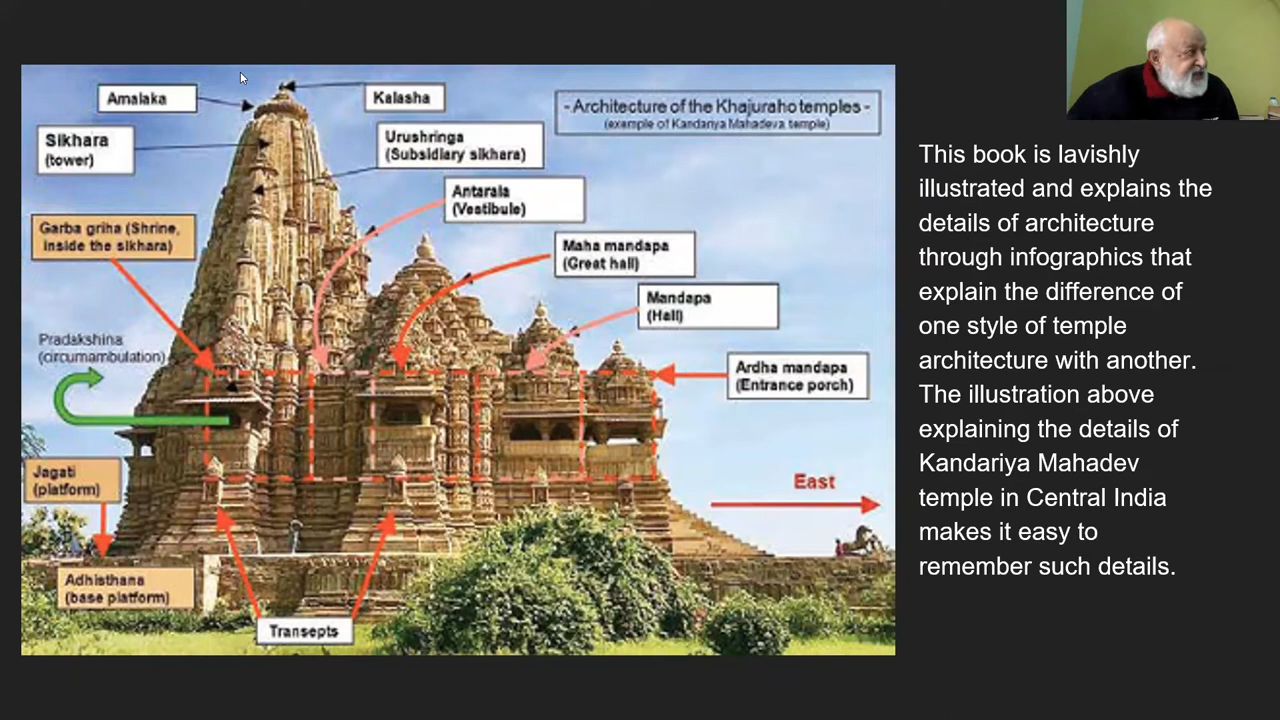 Amalaka
Kalasha
- Architecture of the Khajuraho temples -
(example of Kandariya Mahadeva temple)
Sikhara
(tower)
Urushringa
(Subsidiary sikhara)
Antarala
(Vestibule)
Garba griha (Shrine,
inside the sikhara)
Maha mandapa
(Great hall)
Mandapa
(Hall)
Pradakshina
(circumambulation)
Ardha mandapa
(Entrance porch)
Jagati
(platform)
East
Adhisthana
(base platform)
Transepts
This book is lavishly
illustrated and explains the
details of architecture
through infographics that
explain the difference of
one style of temple
architecture with another.
The illustration above
explaining the details of
Kandariya Mahadev
temple in Central India
makes it easy to
remember such details.